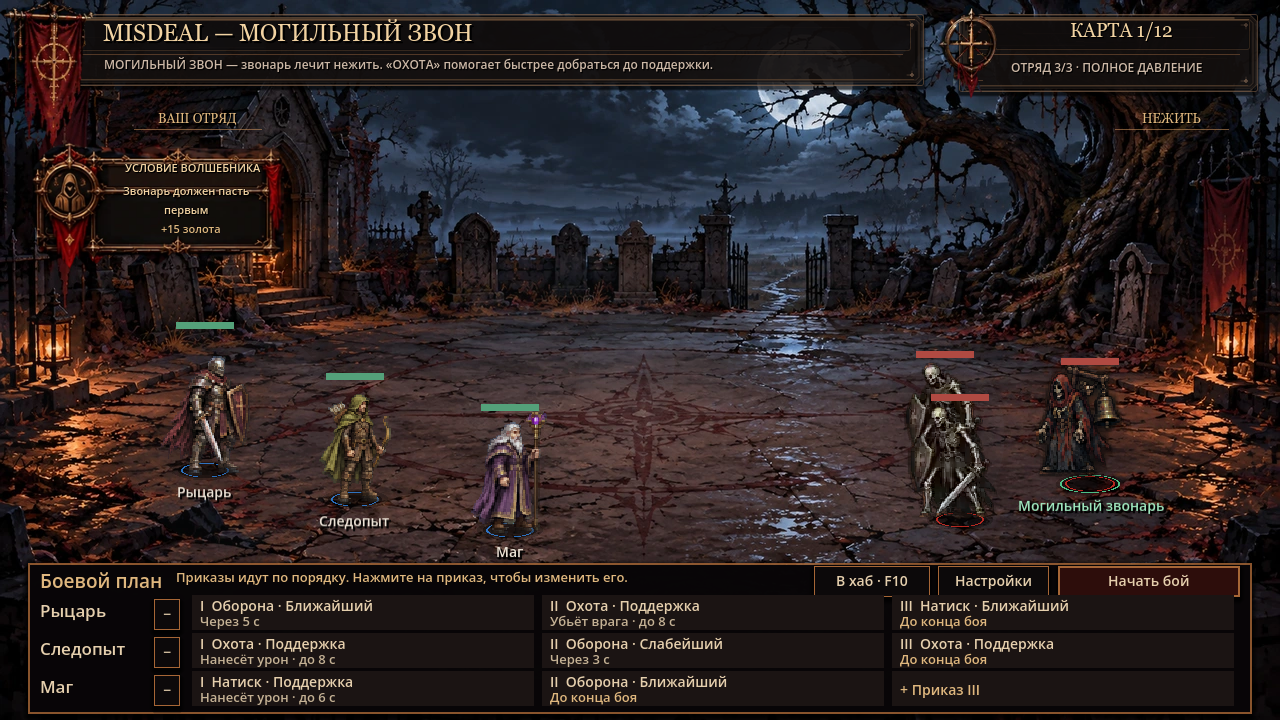 MISDEAL — МОГИЛЬНЫЙ ЗВОН
МОГИЛЬНЫЙ ЗВОН — звонарь лечит нежить. «ОХОТА» помогает быстрее добраться до поддержки.
КАРТА 1/12
ОТРЯД 3/3 · ПОЛНОЕ ДАВЛЕНИЕ
ВАШ ОТРЯД
НЕЖИТЬ
УСЛОВИЕ ВОЛШЕБНИКА
Звонарь должен пасть
первым
+15 золота
Рыцарь
Следопыт
Маг
Могильный звонарь
Боевой план
Приказы идут по порядку. Нажмите на приказ, чтобы изменить его.
В хаб · F10
Настройки
Начать бой
Рыцарь
–
I Оборона · Ближайший
Через 5 с
II Охота · Поддержка
Убьёт врага · до 8 с
III Натиск · Ближайший
До конца боя
Следопыт
–
I Охота · Поддержка
Нанесёт урон · до 8 с
II Оборона · Слабейший
Через 3 с
III Охота · Поддержка
До конца боя
Маг
–
I Натиск · Поддержка
Нанесёт урон · до 6 с
II Оборона · Ближайший
До конца боя
+ Приказ III